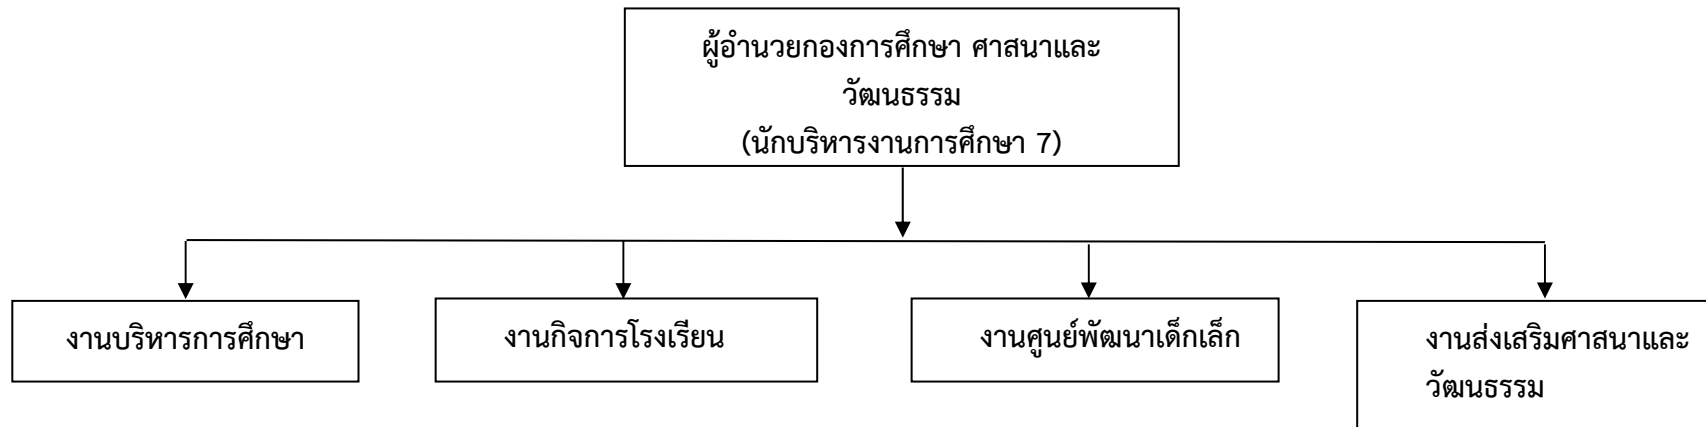 ผู้อำนวยกองการศึกษา ศาสนาและ
วัฒนธรรม
(นักบริหารงานการศึกษา 7)
งานบริหารการศึกษา
งานกิจการโรงเรียน
งานศูนย์พัฒนาเด็กเล็ก
งานส่งเสริมศาสนาและ
วัฒนธรรม